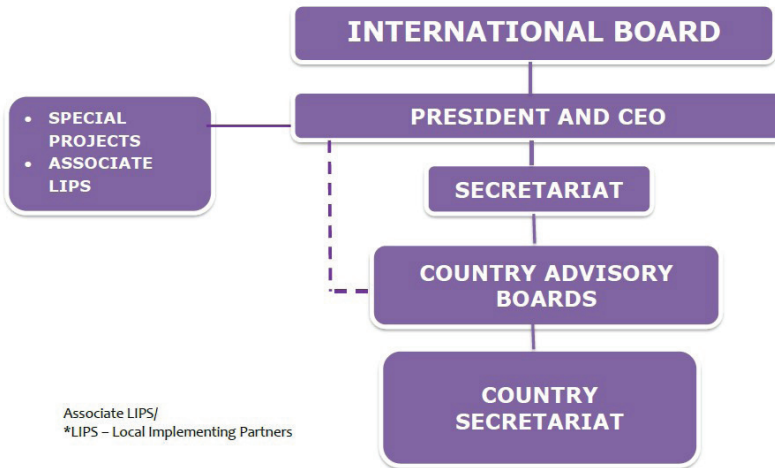 INTERNATIONAL BOARD
• SPECIAL
PROJECTS
• ASSOCIATE
LIPS
PRESIDENT AND CEO
SECRETARIAT
COUNTRY ADVISORY
BOARDS
COUNTRY
SECRETARIAT
Associate LIPS/
*LIPS – Local Implementing Partners